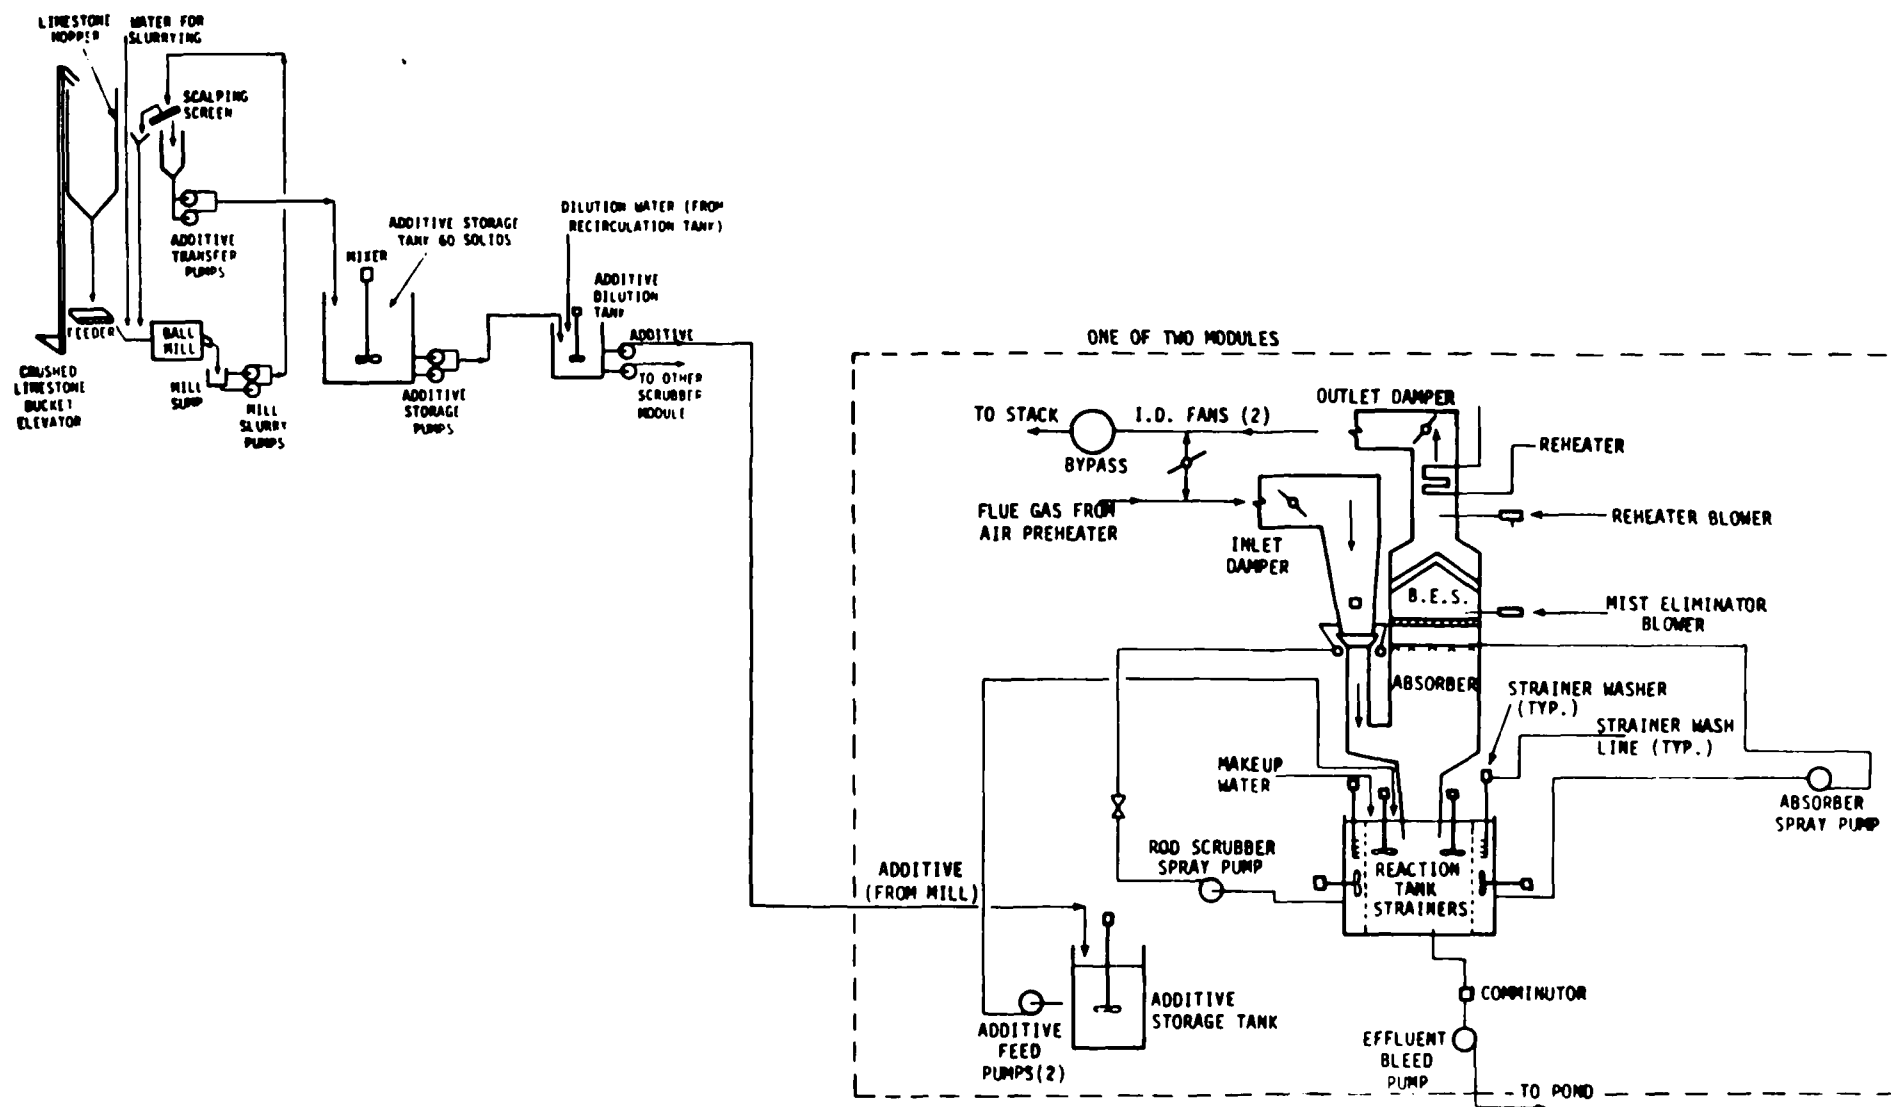 LIMESTONE
HOPPER
WATER FOR
SLURRYING
SCALPING
SCREEN
ADDITIVE
TRANSFER
PUMPS
FEEDER
BALL
MILL
CRUSHED
LIMESTONE
BUCKET
ELEVATOR
MILL
SUMP
MILL
SLURRY
PUMPS
MIXER
ADDITIVE STORAGE
TANK 60 SOLIDS
ADDITIVE
STORAGE
PUMPS
DILUTION WATER (FROM
RECIRCULATION TANK)
ADDITIVE
DILUTION
TANK
ADDITIVE
TO OTHER
SCRUBBER
MODULE
ONE OF TWO MODULES
OUTLET DAMPER
TO STACK
I.D. FANS (2)
BYPASS
REHEATER
FLUE GAS FROM
AIR PREHEATER
REHEATER BLOWER
INLET
DAMPER
B.E.S.
MIST ELIMINATOR
BLOWER
ABSORBER
STRAINER WASHER
(TYP.)
STRAINER WASH
LINE (TYP.)
MAKEUP
WATER
ABSORBER
SPRAY PUMP
ROD SCRUBBER
SPRAY PUMP
REACTION
TANK
STRAINERS
ADDITIVE
(FROM MILL)
ADDITIVE
STORAGE TANK
COMMINUTOR
ADDITIVE
FEED
PUMPS(2)
EFFLUENT
BLEED
PUMP
TO POND